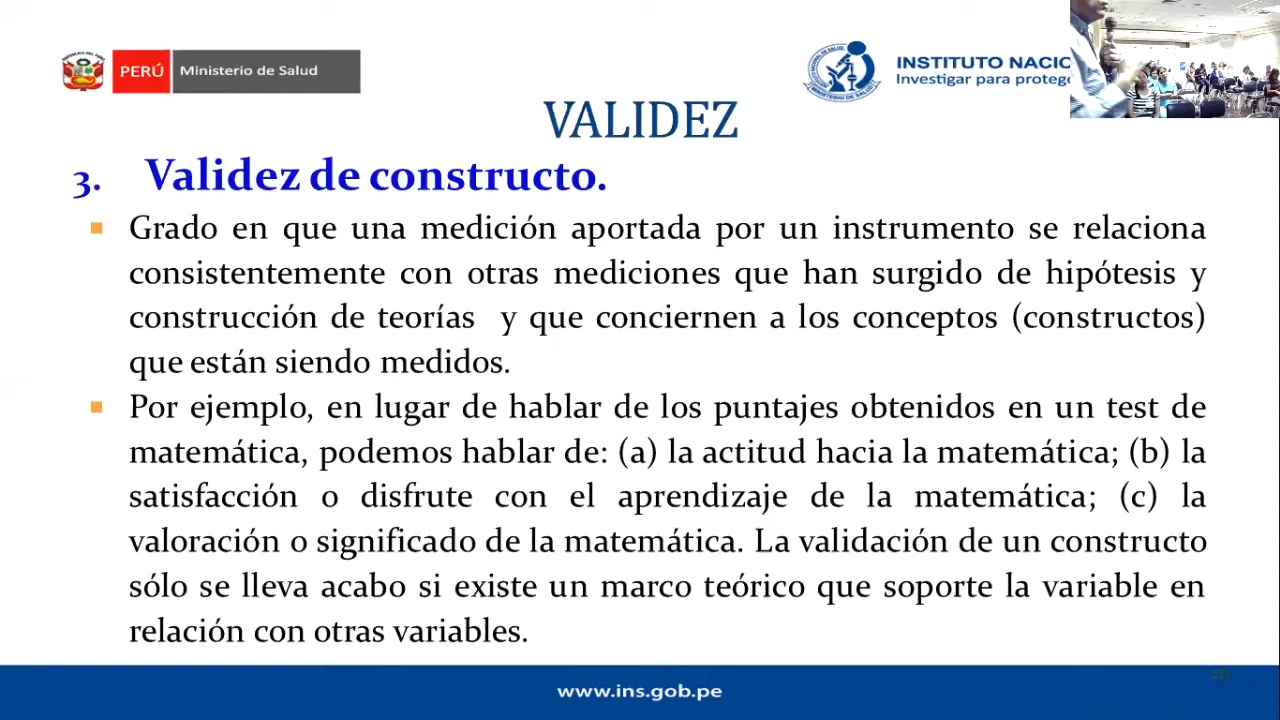 PERÚ Ministerio de Salud
INSTITUTO NACIO
Investigar para proteg
VALIDEZ
3. Validez de constructo.
Grado en que una medición aportada por un instrumento se relaciona
consistentemente con otras mediciones que han surgido de hipótesis y
construcción de teorías y que conciernen a los conceptos (constructos)
que están siendo medidos.
Por ejemplo, en lugar de hablar de los puntajes obtenidos en un test de
matemática, podemos hablar de: (a) la actitud hacia la matemática; (b) la
satisfacción o disfrute con el aprendizaje de la matemática; (c) la
valoración o significado de la matemática. La validación de un constructo
sólo se lleva acabo si existe un marco teórico que soporte la variable en
relación con otras variables.
www.ins.gob.pe